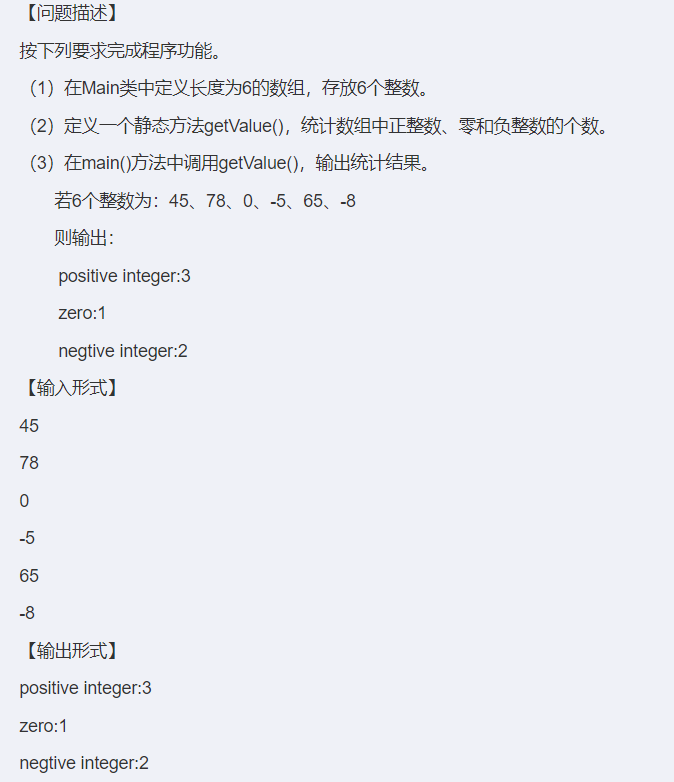 【问题描述】
按下列要求完成程序功能。
（1）在Main类中定义长度为6的数组，存放6个整数。
（2）定义一个静态方法getValue()，统计数组中正整数、零和负整数的个数。
（3）在main()方法中调用getValue()，输出统计结果。
若6个整数为：45、78、0、-5、65、-8
则输出：
positive integer:3
zero:1
negtive integer:2
【输入形式】
45
78
0
-5
65
-8
【输出形式】
positive integer:3
zero:1
negtive integer:2